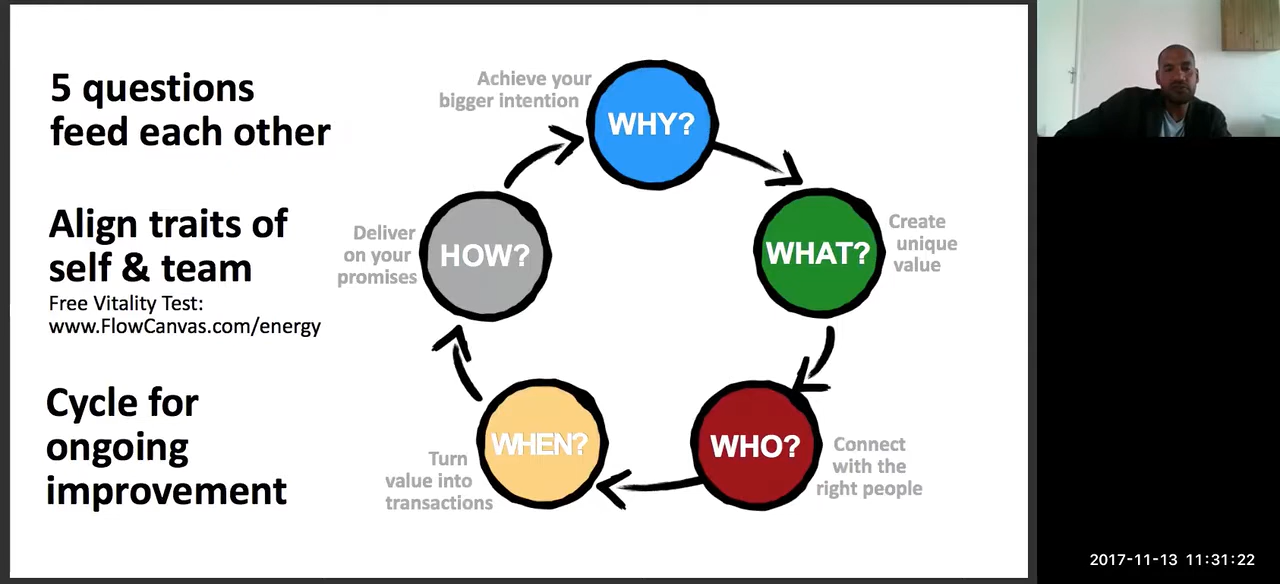 5 questions
feed each other
Align traits of
self & team
Free Vitality Test:
www.FlowCanvas.com/energy
Cycle for
ongoing
improvement
Achieve your
bigger intention
WHY?
Create
unique
value
WHAT?
Connect
with the
right people
WHO?
Turn
value into
transactions
WHEN?
Deliver
on your
promises
HOW?
2017-11-13 11:31:22